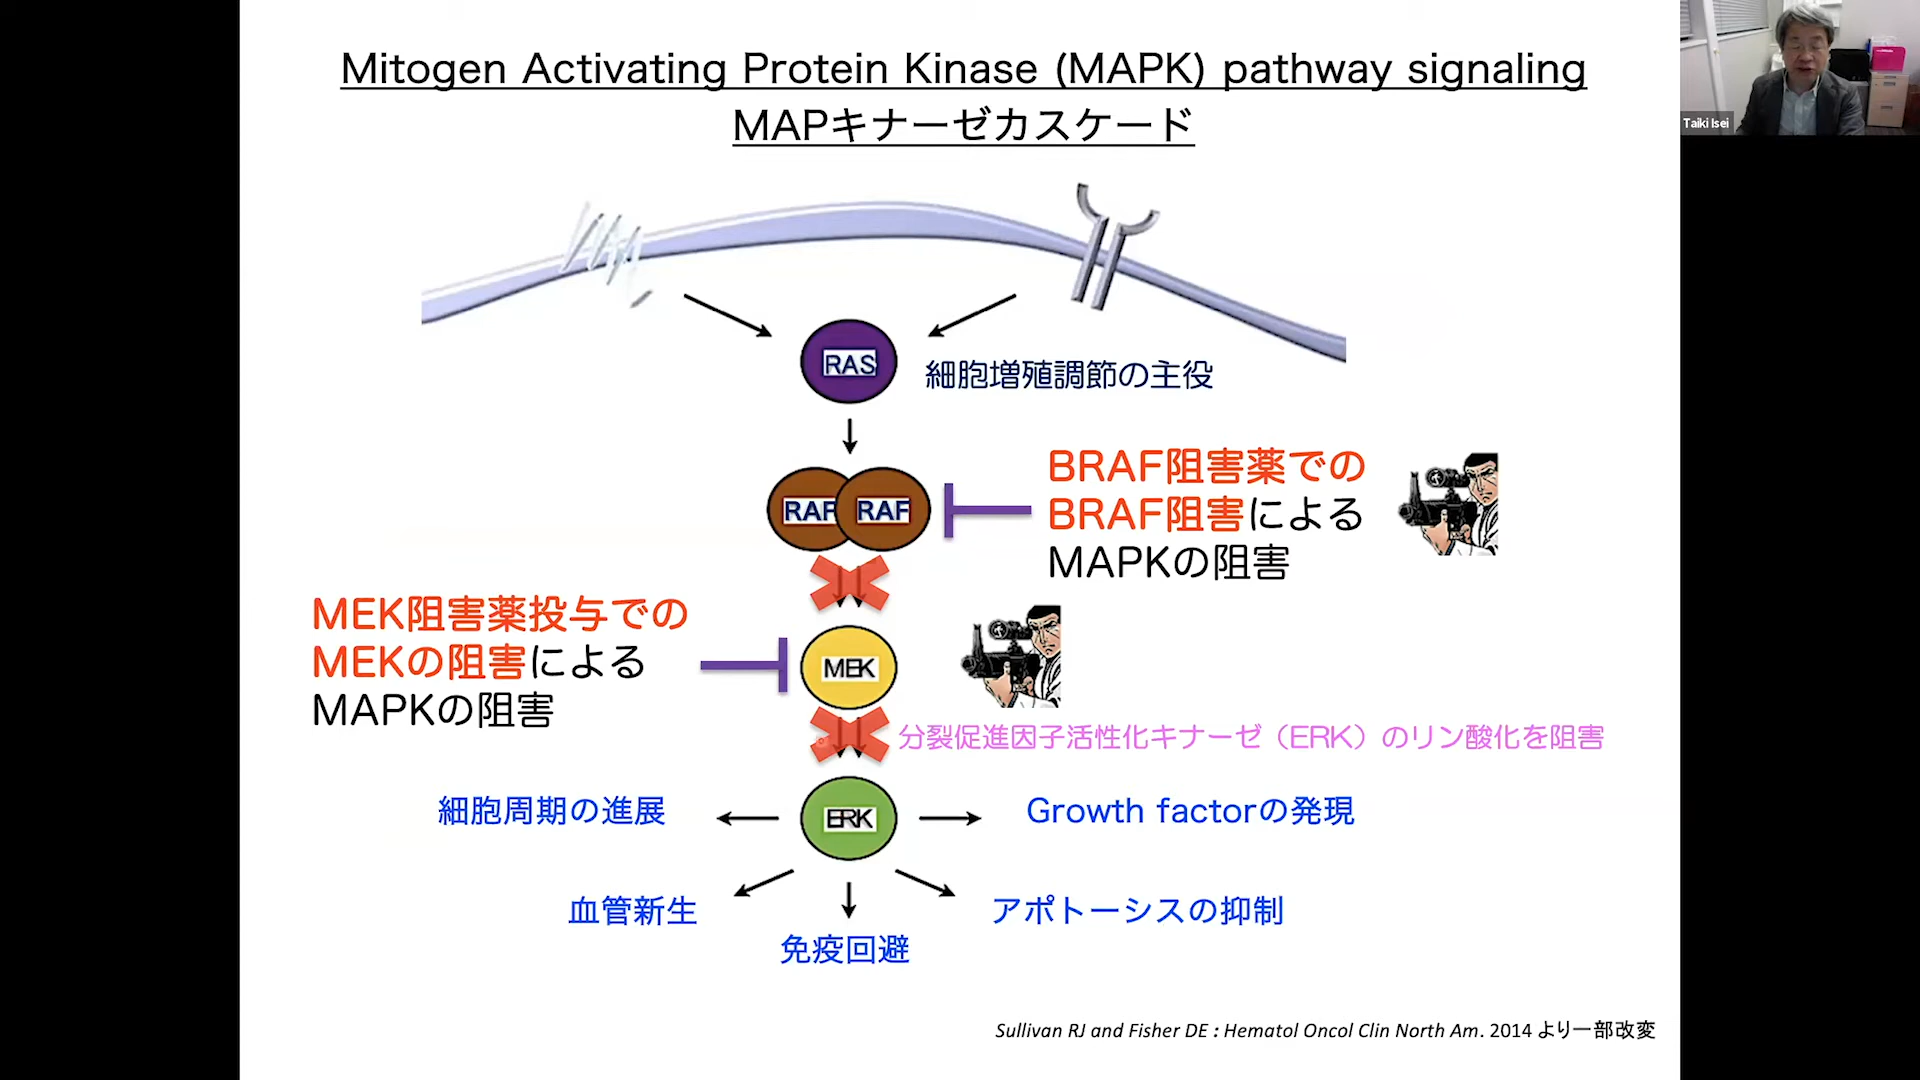 Mitogen Activating Protein Kinase (MAPK) pathway signaling
MAPキナーゼカスケード
Taiki Isei
RAS
細胞増殖調節の主役
RAF
RAF
BRAF阻害薬での
BRAF阻害による
MAPKの阻害
MEK阻害薬投与での
MEKの阻害による
MAPKの阻害
MEK
分裂促進因子活性化キナーゼ（ERK）のリン酸化を阻害
細胞周期の進展
ERK
Growth factorの発現
血管新生
アポトーシスの抑制
免疫回避
Sullivan RJ and Fisher DE : Hematol Oncol Clin North Am. 2014 より一部改変